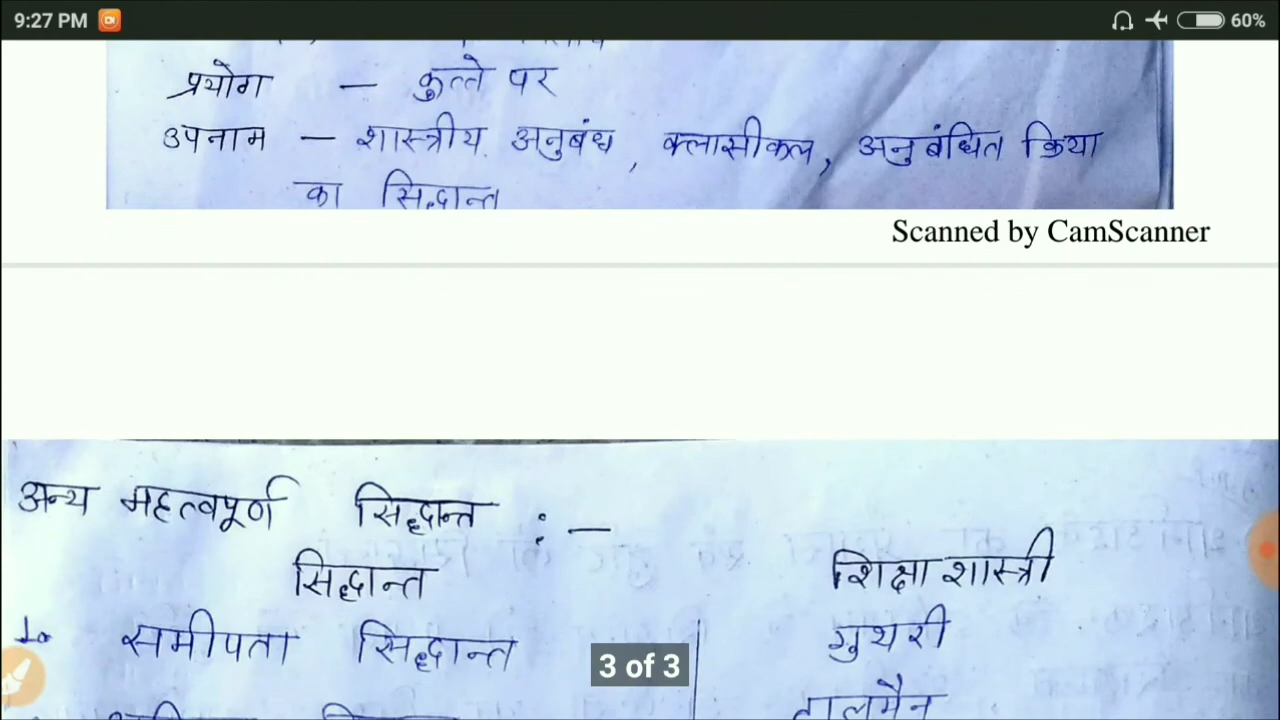 9:27 PM 60%
प्रयोग — कुत्ते पर
उपनाम — शास्त्रीय अनुबंध, क्लासीकल, अनुबंधित क्रिया
का सिद्धान्त
Scanned by CamScanner
अन्य महत्वपूर्ण सिद्धान्त :—
सिद्धान्त शिक्षा शास्त्री
1. समीपता सिद्धान्त गुथरी
3 of 3
टालमैन